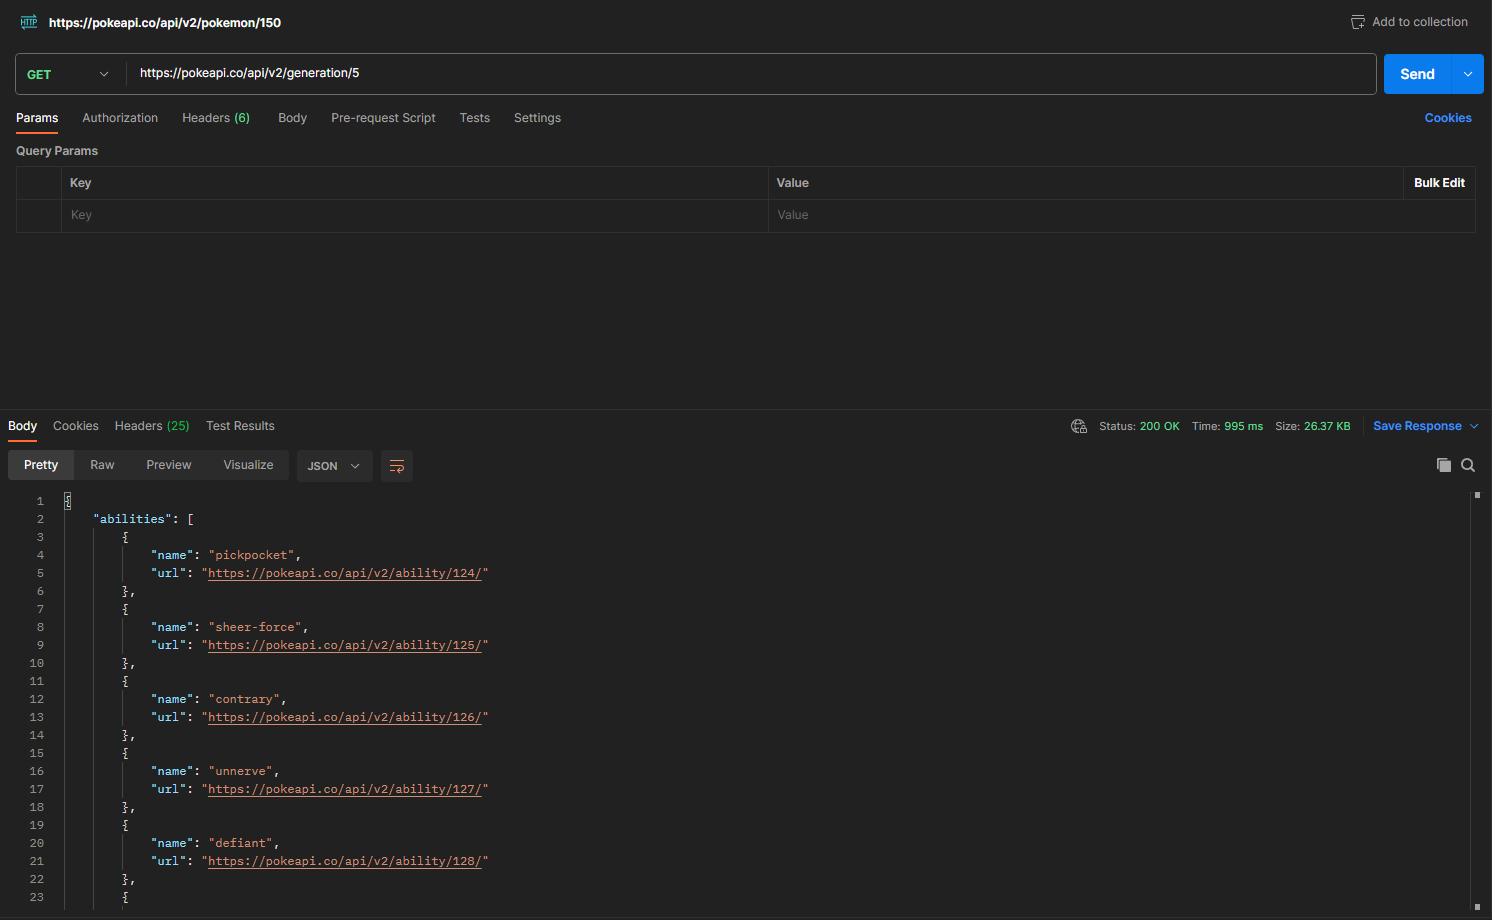 HTTP https://pokeapi.co/api/v2/pokemon/150 Add to collection
GET https://pokeapi.co/api/v2/generation/5 Send
Params Authorization Headers (6) Body Pre-request Script Tests Settings Cookies
Query Params
Key Value Bulk Edit
Key Value
Body Cookies Headers (25) Test Results Status: 200 OK Time: 995 ms Size: 26.37 KB Save Response
Pretty Raw Preview Visualize JSON
1 {
2 "abilities": [
3 {
4 "name": "pickpocket",
5 "url": "https://pokeapi.co/api/v2/ability/124/"
6 },
7 {
8 "name": "sheer-force",
9 "url": "https://pokeapi.co/api/v2/ability/125/"
10 },
11 {
12 "name": "contrary",
13 "url": "https://pokeapi.co/api/v2/ability/126/"
14 },
15 {
16 "name": "unnerve",
17 "url": "https://pokeapi.co/api/v2/ability/127/"
18 },
19 {
20 "name": "defiant",
21 "url": "https://pokeapi.co/api/v2/ability/128/"
22 },
23 {